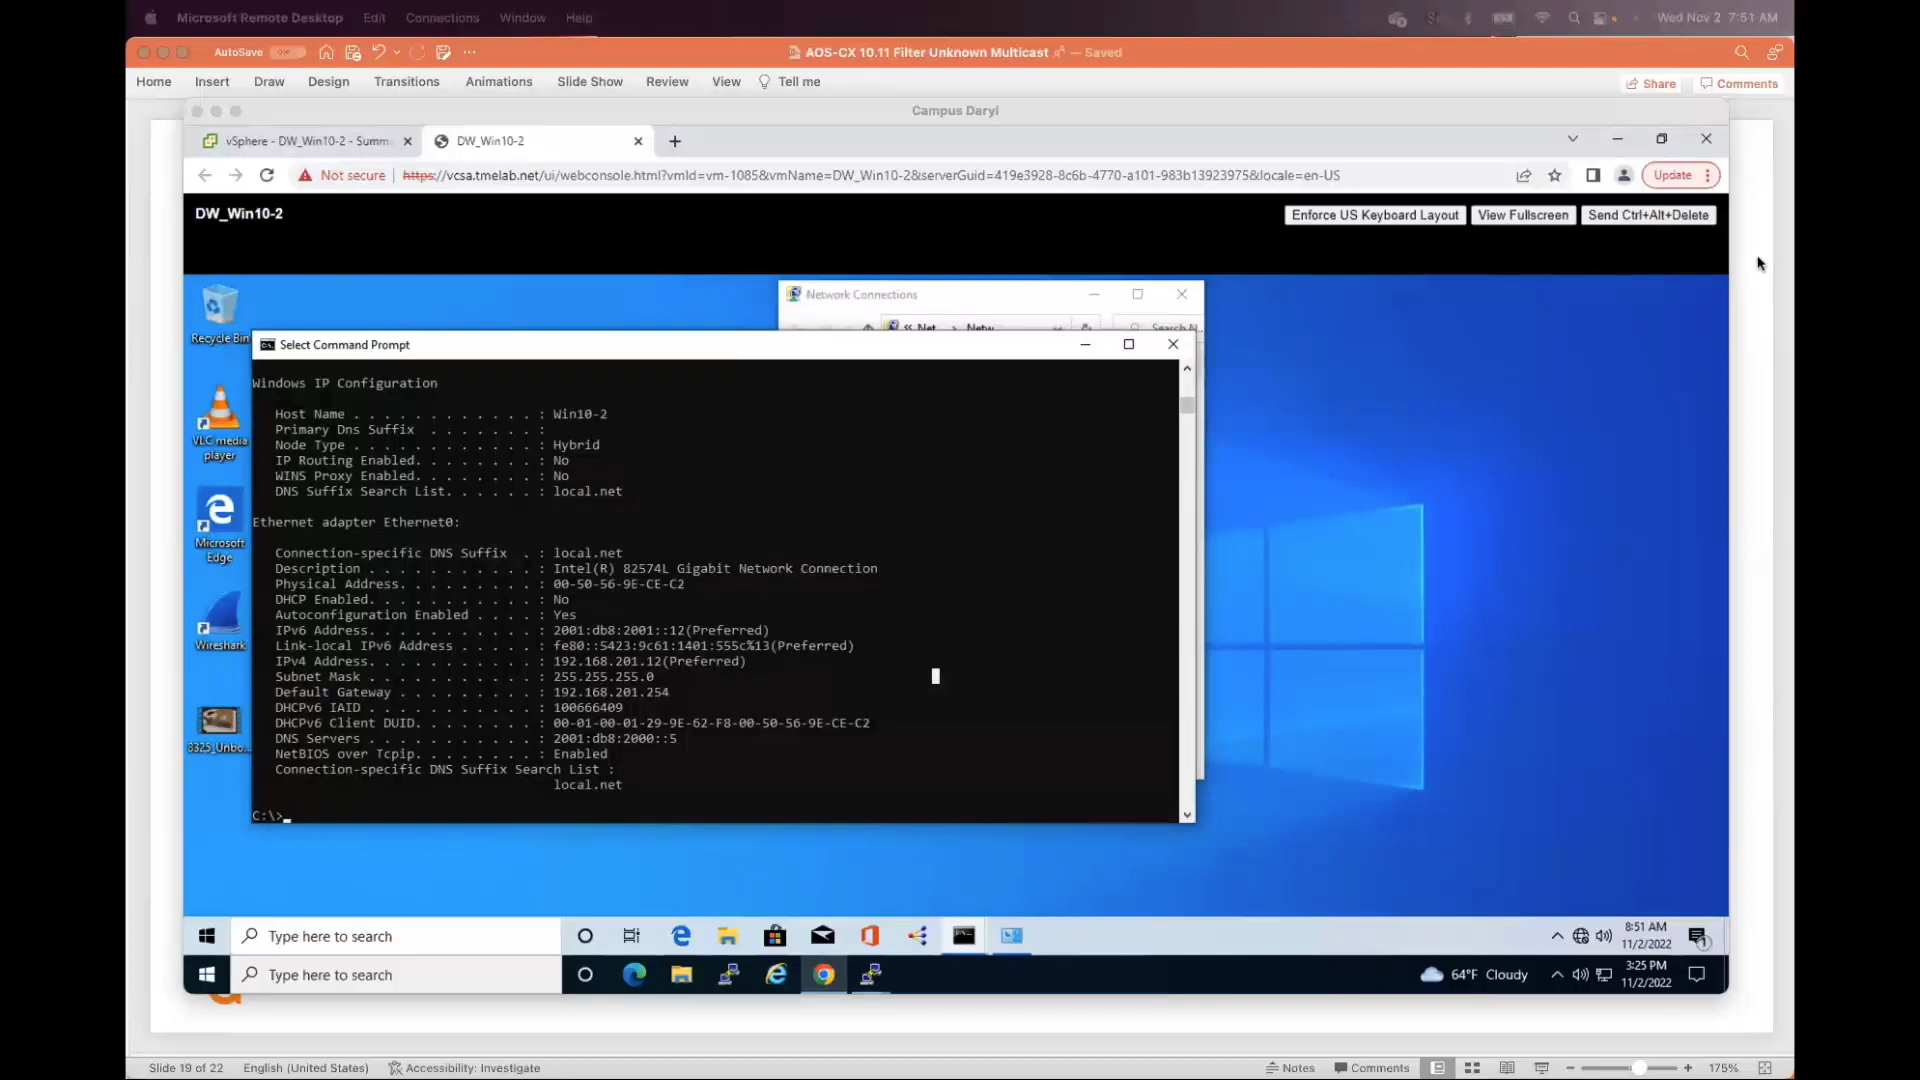 Microsoft Remote Desktop Edit Connections Window Help Wed Nov 2 7:51 AM
AutoSave AOS-CX 10.11 Filter Unknown Multicast — Saved
Home Insert Draw Design Transitions Animations Slide Show Review View Tell me Share Comments
Campus Daryl
vSphere - DW_Win10-2 - Summ DW_Win10-2
Not secure https://vcsa.tmelab.net/ui/webconsole.html?vmId=vm-1085&vmName=DW_Win10-2&serverGuid=419e3928-8c6b-4770-a101-983b13923975&locale=en-US Update
DW_Win10-2 Enforce US Keyboard Layout View Fullscreen Send Ctrl+Alt+Delete
Network Connections
Recycle Bin
VLC media
player
Microsoft
Edge
Wireshark
8325_Unbo...
Select Command Prompt
Windows IP Configuration
Host Name . . . . . . . . . . . . : Win10-2
Primary Dns Suffix . . . . . . . :
Node Type . . . . . . . . . . . . : Hybrid
IP Routing Enabled. . . . . . . . : No
WINS Proxy Enabled. . . . . . . . : No
DNS Suffix Search List. . . . . . : local.net
Ethernet adapter Ethernet0:
Connection-specific DNS Suffix . : local.net
Description . . . . . . . . . . . : Intel(R) 82574L Gigabit Network Connection
Physical Address. . . . . . . . . : 00-50-56-9E-CE-C2
DHCP Enabled. . . . . . . . . . . : No
Autoconfiguration Enabled . . . . : Yes
IPv6 Address. . . . . . . . . . . : 2001:db8:2001::12(Preferred)
Link-local IPv6 Address . . . . . : fe80::5423:9c61:1401:555c%13(Preferred)
IPv4 Address. . . . . . . . . . . : 192.168.201.12(Preferred)
Subnet Mask . . . . . . . . . . . : 255.255.255.0
Default Gateway . . . . . . . . . : 192.168.201.254
DHCPv6 IAID . . . . . . . . . . . : 100666409
DHCPv6 Client DUID. . . . . . . . : 00-01-00-01-29-9E-62-F8-00-50-56-9E-CE-C2
DNS Servers . . . . . . . . . . . : 2001:db8:2000::5
NetBIOS over Tcpip. . . . . . . . : Enabled
Connection-specific DNS Suffix Search List :
local.net
C:\>
Type here to search 8:51 AM
11/2/2022
Type here to search 64°F Cloudy 3:25 PM
11/2/2022
Slide 19 of 22 English (United States) Accessibility: Investigate Notes Comments 175%